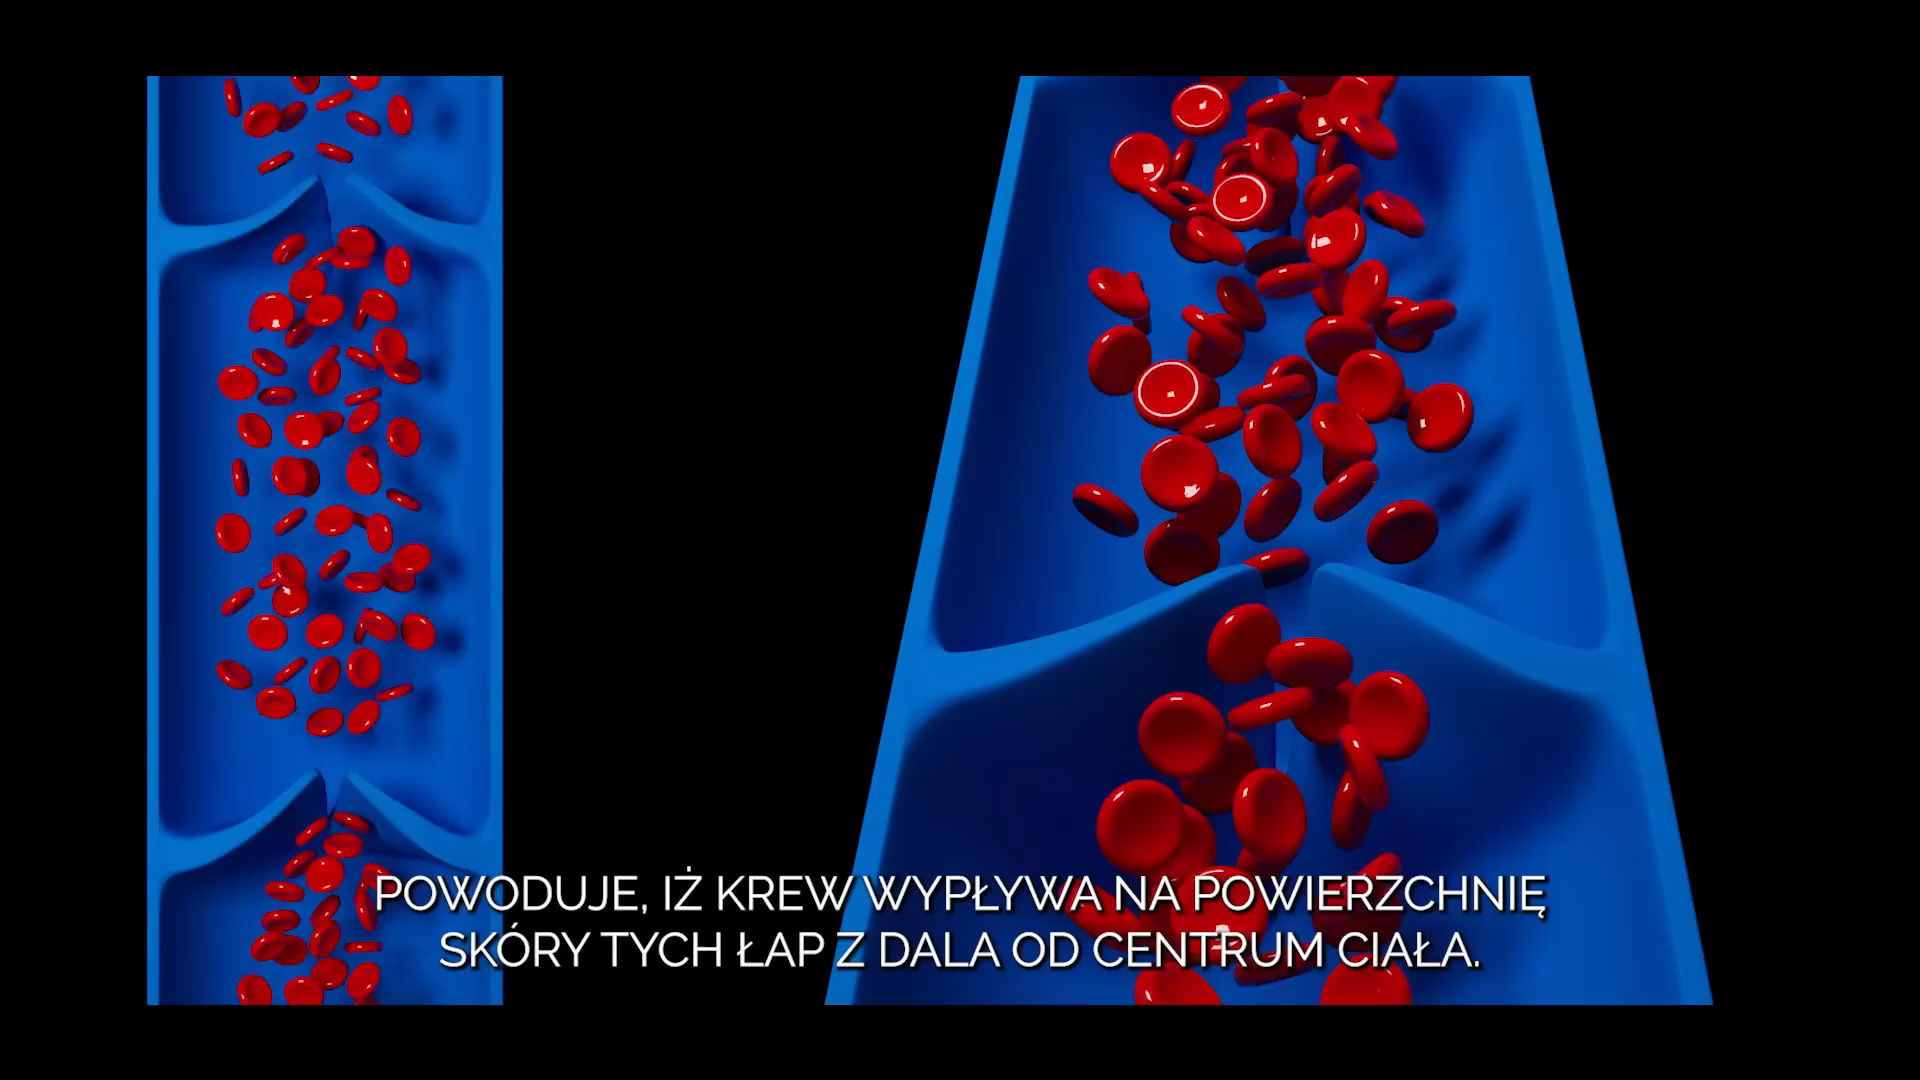 POWODUJE, IŻ KREW WYPŁYWA NA POWIERZCHNIĘ
SKÓRY TYCH ŁAP Z DALA OD CENTRUM CIAŁA.